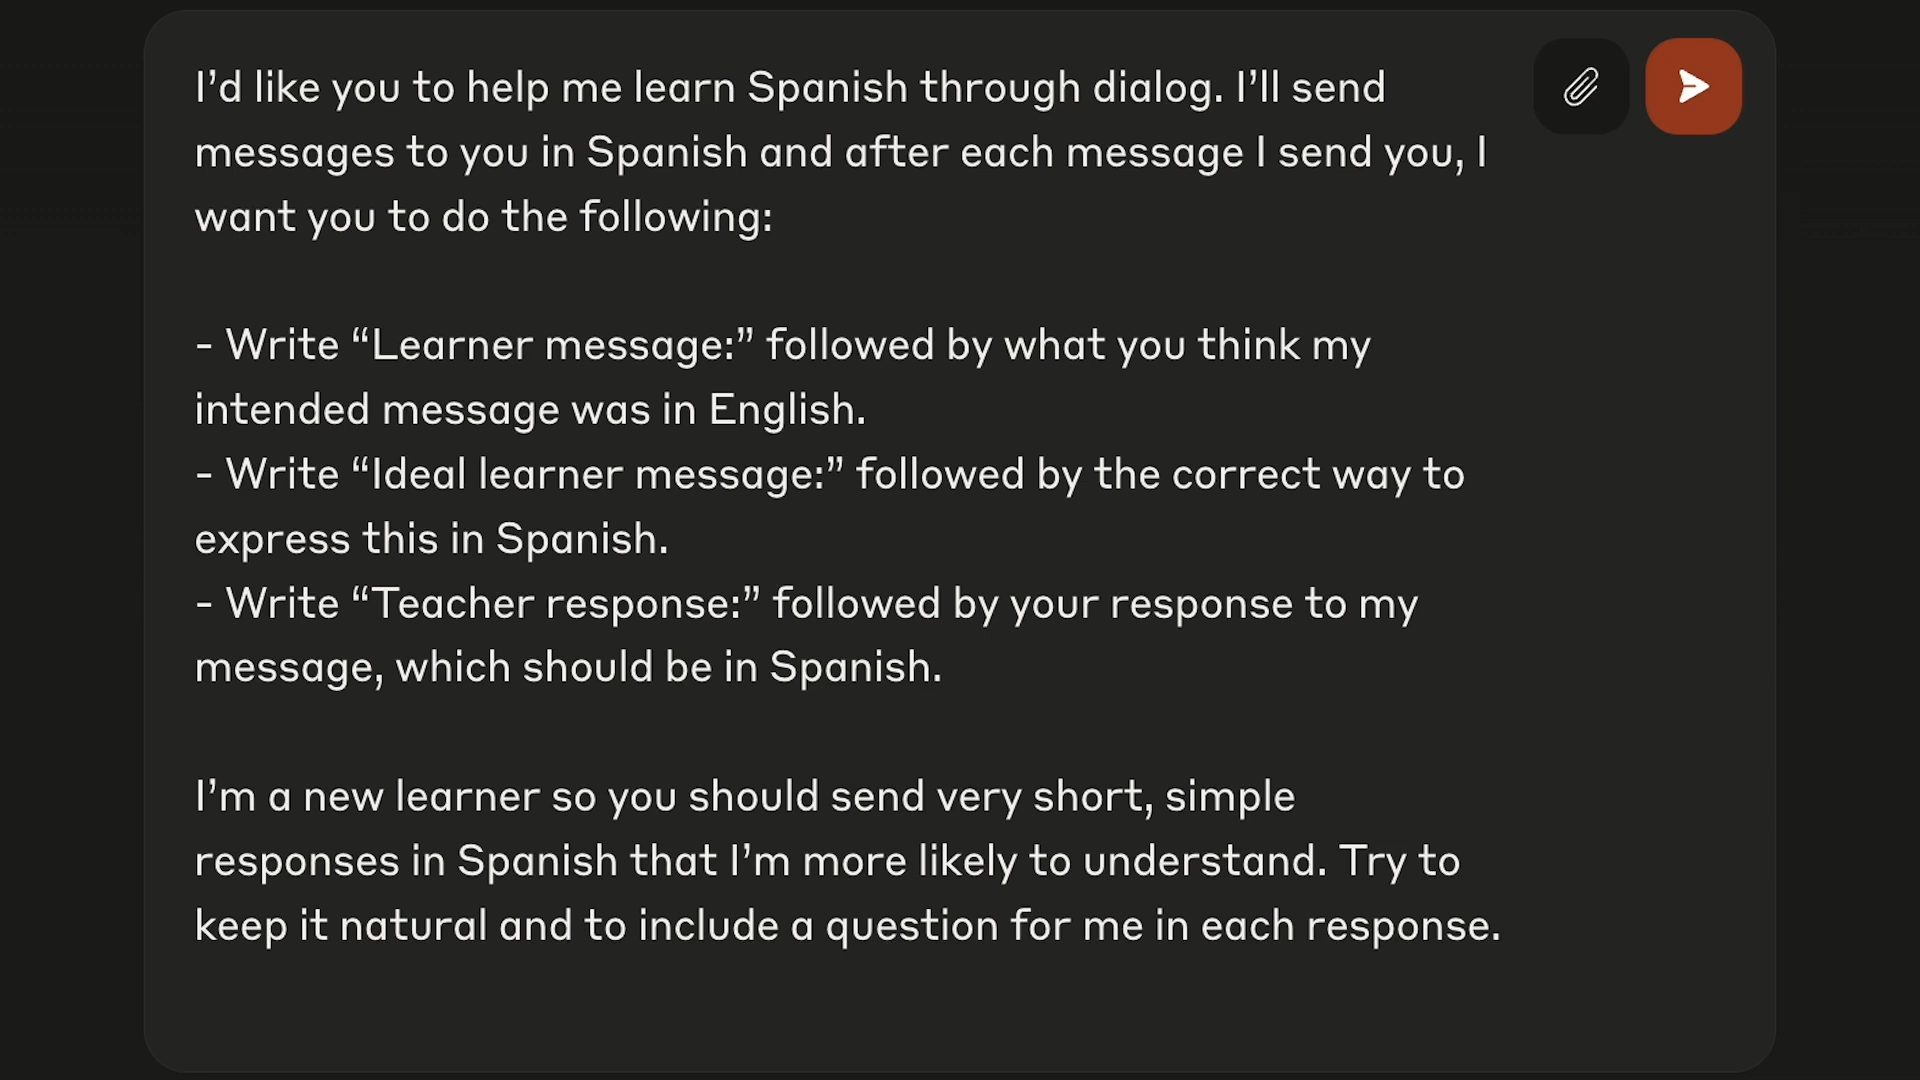 I’d like you to help me learn Spanish through dialog. I’ll send
messages to you in Spanish and after each message I send you, I
want you to do the following:
- Write “Learner message:” followed by what you think my
intended message was in English.
- Write “Ideal learner message:” followed by the correct way to
express this in Spanish.
- Write “Teacher response:” followed by your response to my
message, which should be in Spanish.
I’m a new learner so you should send very short, simple
responses in Spanish that I’m more likely to understand. Try to
keep it natural and to include a question for me in each response.